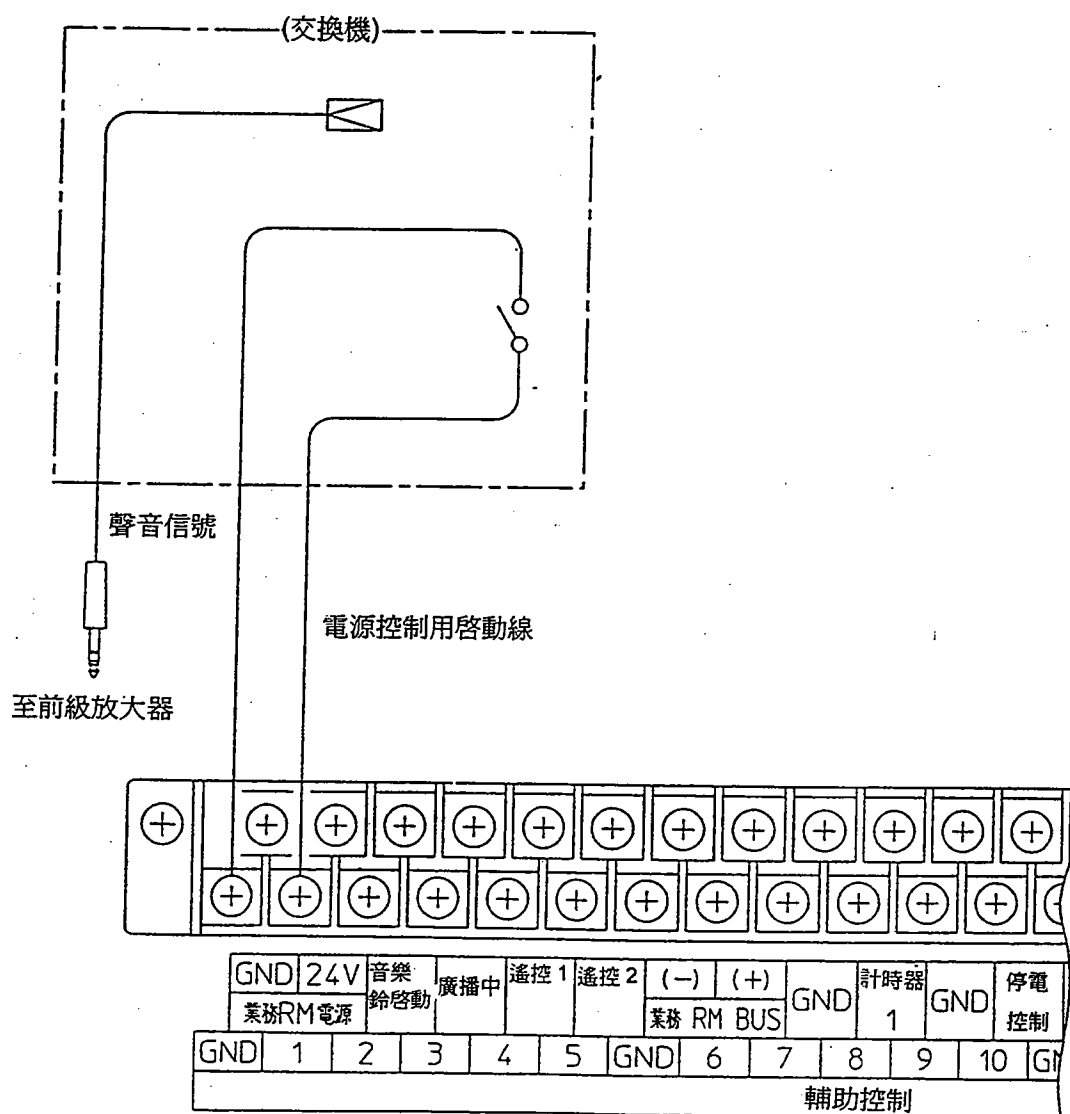 (交換機)
聲音信號
電源控制用啓動線
至前級放大器
GND 24V 音樂鈴啓動 廣播中 遙控1 遙控2 (-) (+) GND 計時器1 GND 停電控制
業務RM電源 業務 RM BUS
GND 1 2 3 4 5 GND 6 7 8 9 10
輔助控制